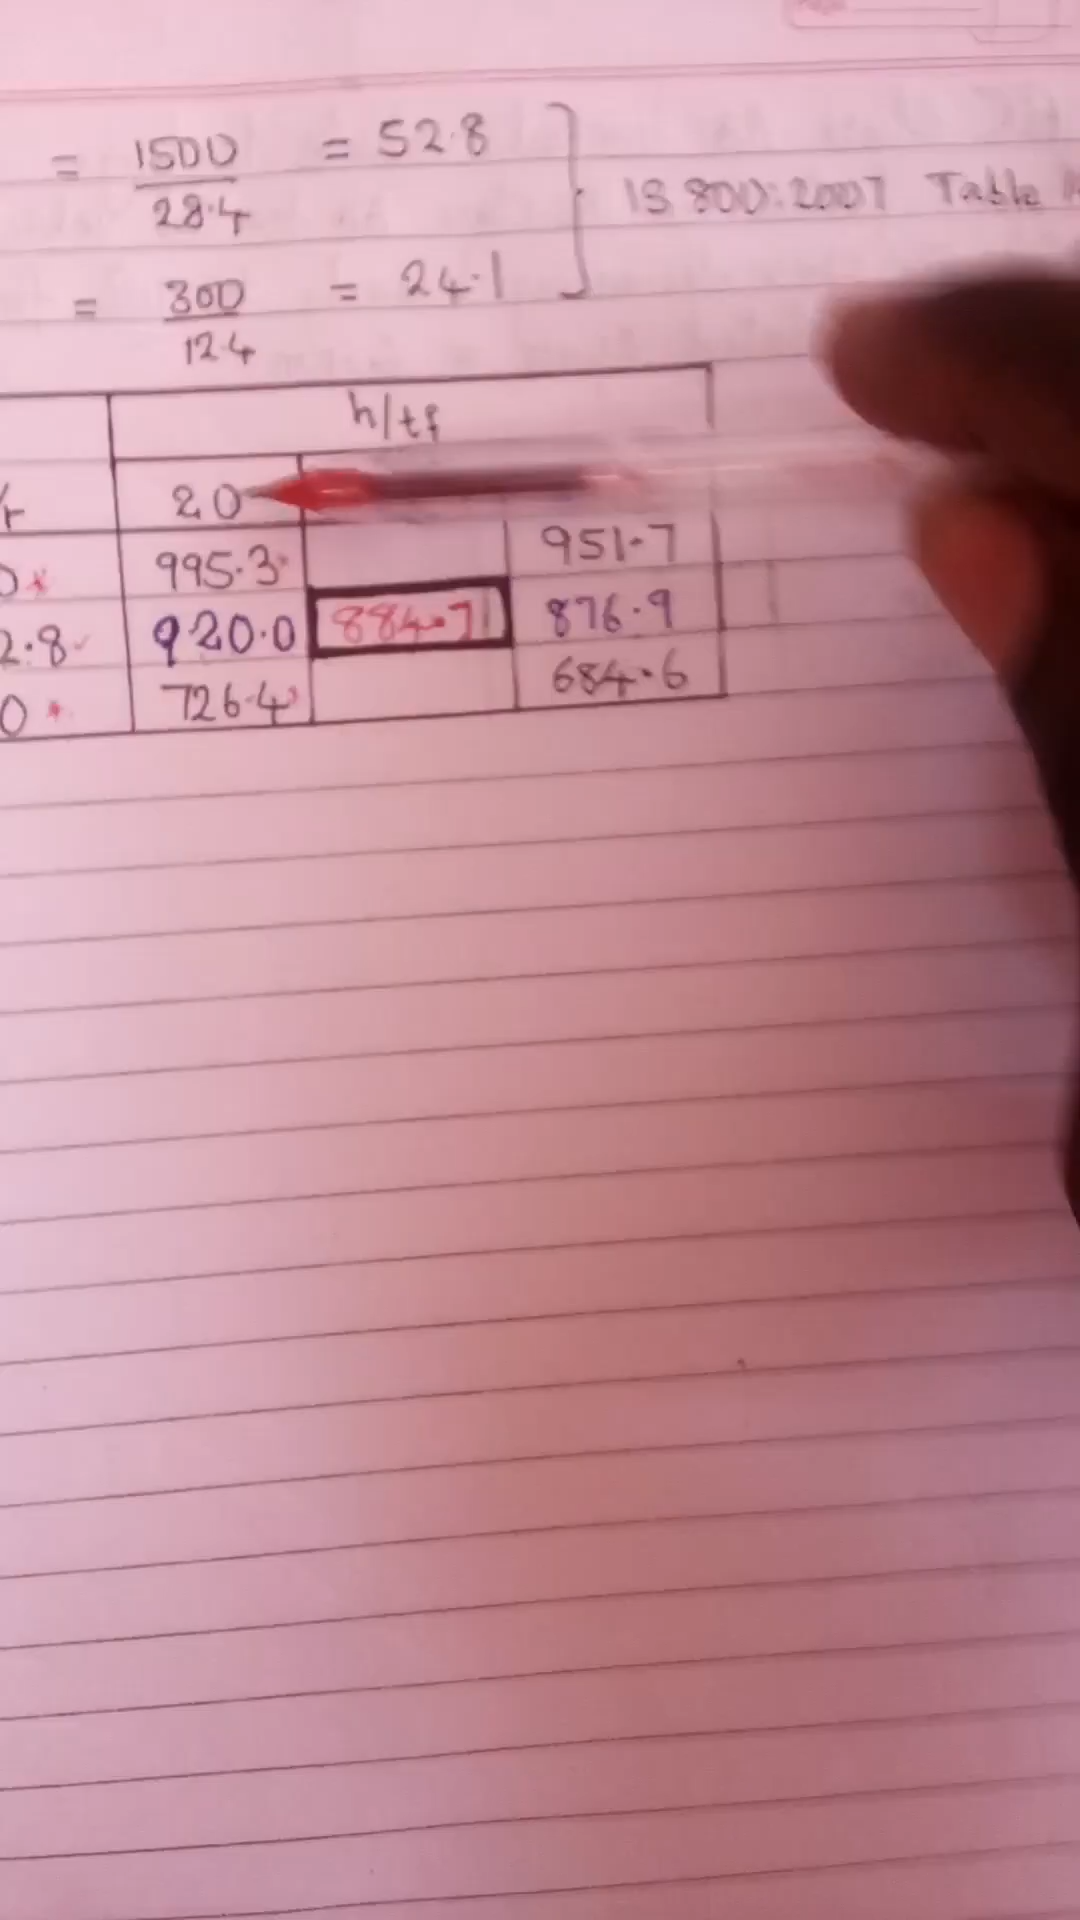 = 1500 / 28.4 = 52.8
IS 800:2007 Table
= 300 / 12.4 = 24.1
h/tf
20
995.3 951.7
2.8 920.0 884.7 876.9
0* 726.4 684.6